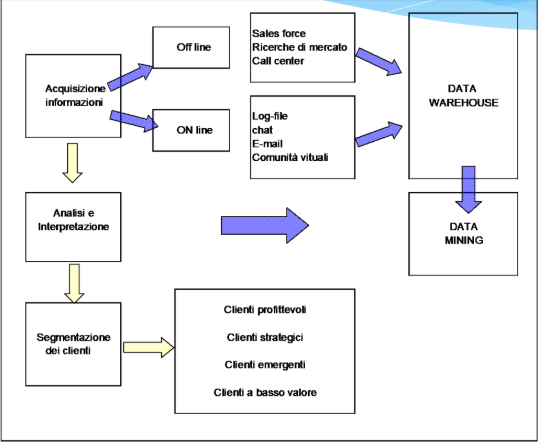 Acquisizione
informazioni
Off line
ON line
Sales force
Ricerche di mercato
Call center
Log-file
chat
E-mail
Comunità vituali
DATA
WAREHOUSE
Analisi e
Interpretazione
DATA
MINING
Segmentazione
dei clienti
Clienti profittevoli
Clienti strategici
Clienti emergenti
Clienti a basso valore